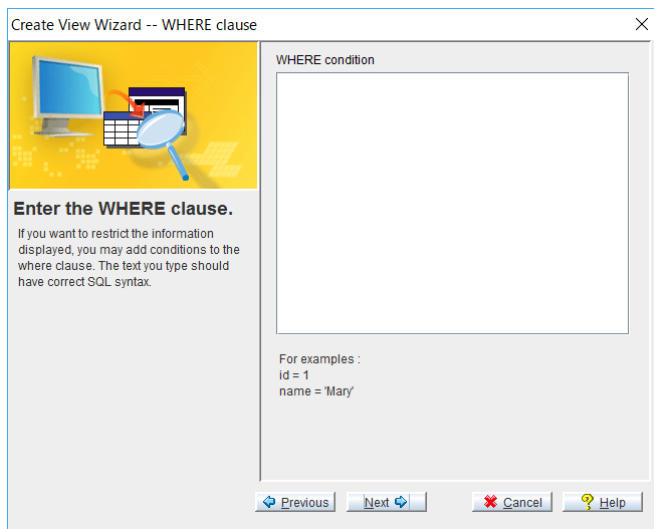 Create View Wizard -- WHERE clause
WHERE condition
Enter the WHERE clause.
If you want to restrict the information
displayed, you may add conditions to the
where clause. The text you type should
have correct SQL syntax.
For examples :
id = 1
name = 'Mary'
Previous Next Cancel Help